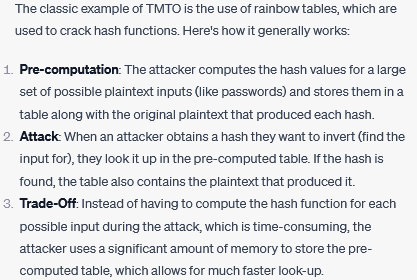 The classic example of TMTO is the use of rainbow tables, which are
used to crack hash functions. Here's how it generally works:
1. Pre-computation: The attacker computes the hash values for a large
set of possible plaintext inputs (like passwords) and stores them in a
table along with the original plaintext that produced each hash.
2. Attack: When an attacker obtains a hash they want to invert (find the
input for), they look it up in the pre-computed table. If the hash is
found, the table also contains the plaintext that produced it.
3. Trade-Off: Instead of having to compute the hash function for each
possible input during the attack, which is time-consuming, the
attacker uses a significant amount of memory to store the pre-
computed table, which allows for much faster look-up.